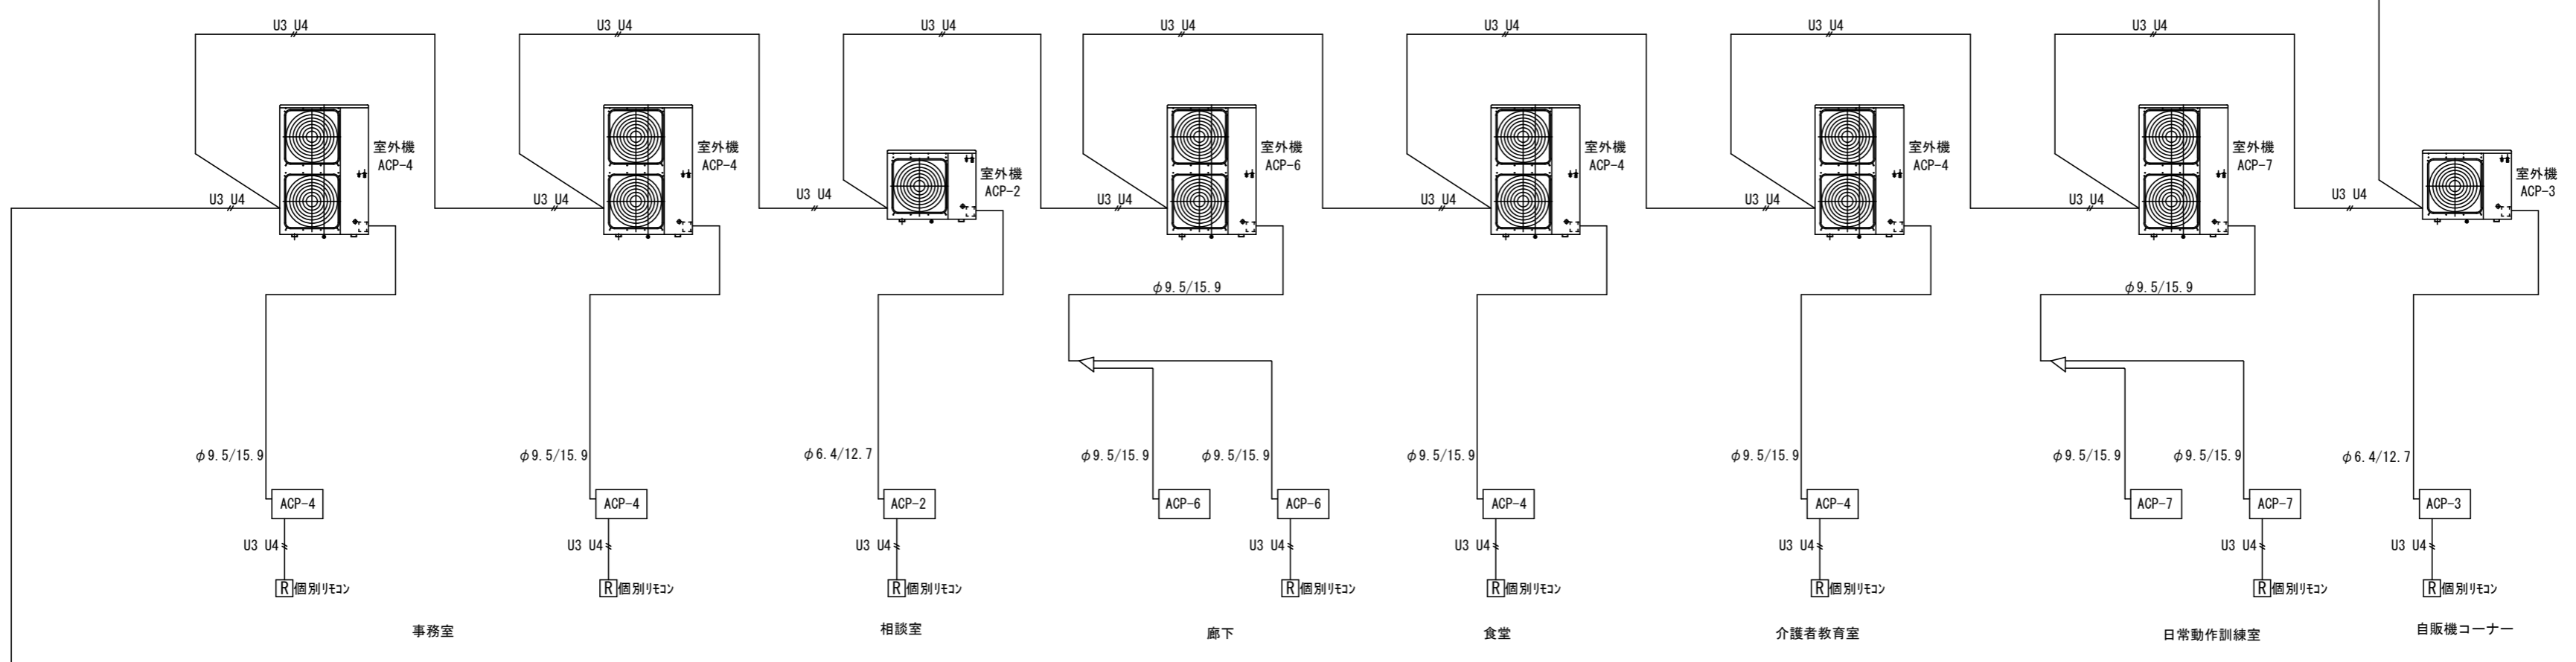 U3 U4
U3 U4
U3 U4
U3 U4
U3 U4
U3 U4
U3 U4
室外機
ACP-4
室外機
ACP-4
室外機
ACP-2
室外機
ACP-6
室外機
ACP-4
室外機
ACP-4
室外機
ACP-7
室外機
ACP-3
U3 U4
U3 U4
U3 U4
U3 U4
U3 U4
U3 U4
U3 U4
U3 U4
φ9.5/15.9
φ9.5/15.9
φ9.5/15.9
φ9.5/15.9
φ6.4/12.7
φ9.5/15.9
φ9.5/15.9
φ9.5/15.9
φ9.5/15.9
φ9.5/15.9
φ9.5/15.9
φ6.4/12.7
ACP-4
ACP-4
ACP-2
ACP-6
ACP-6
ACP-4
ACP-4
ACP-7
ACP-7
ACP-3
U3 U4
U3 U4
U3 U4
U3 U4
U3 U4
U3 U4
U3 U4
U3 U4
R 個別リモコン
R 個別リモコン
R 個別リモコン
R 個別リモコン
R 個別リモコン
R 個別リモコン
R 個別リモコン
R 個別リモコン
事務室
相談室
廊下
食堂
介護者教育室
日常動作訓練室
自販機コーナー